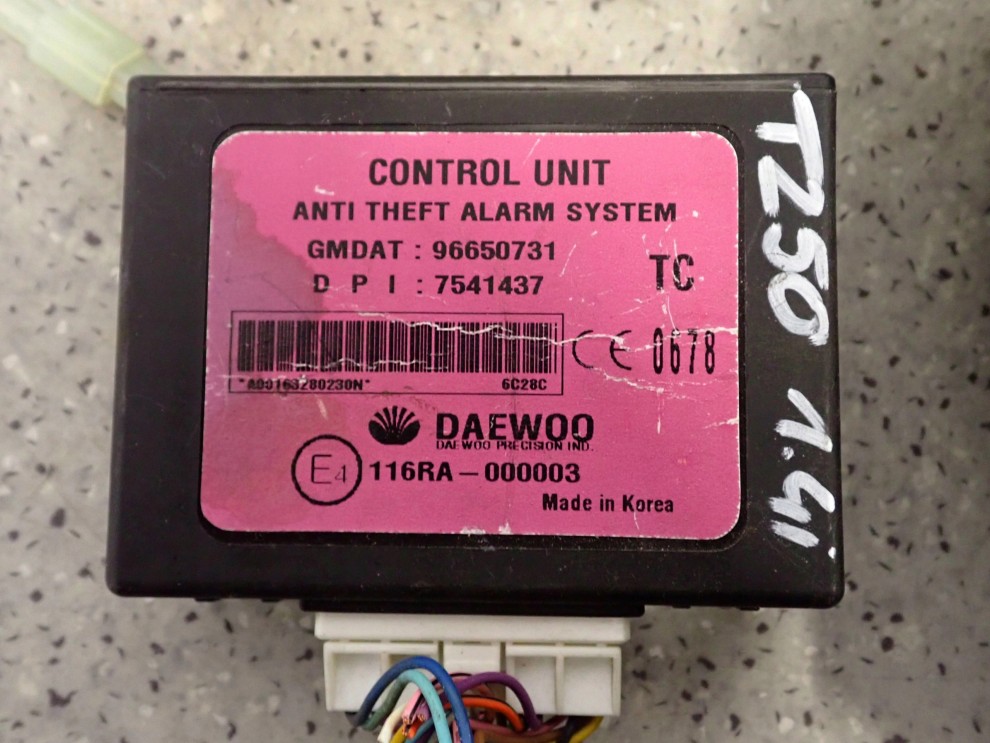 CONTROL UNIT
ANTI THEFT ALARM SYSTEM
GMDAT : 96650731
D P I : 7541437
TC
"A00163280230N" 6C28C
CE 0678
DAEWOO
DAEWOO PRECISION IND.
E4 116RA – 000003
Made in Korea
T250 1.4i